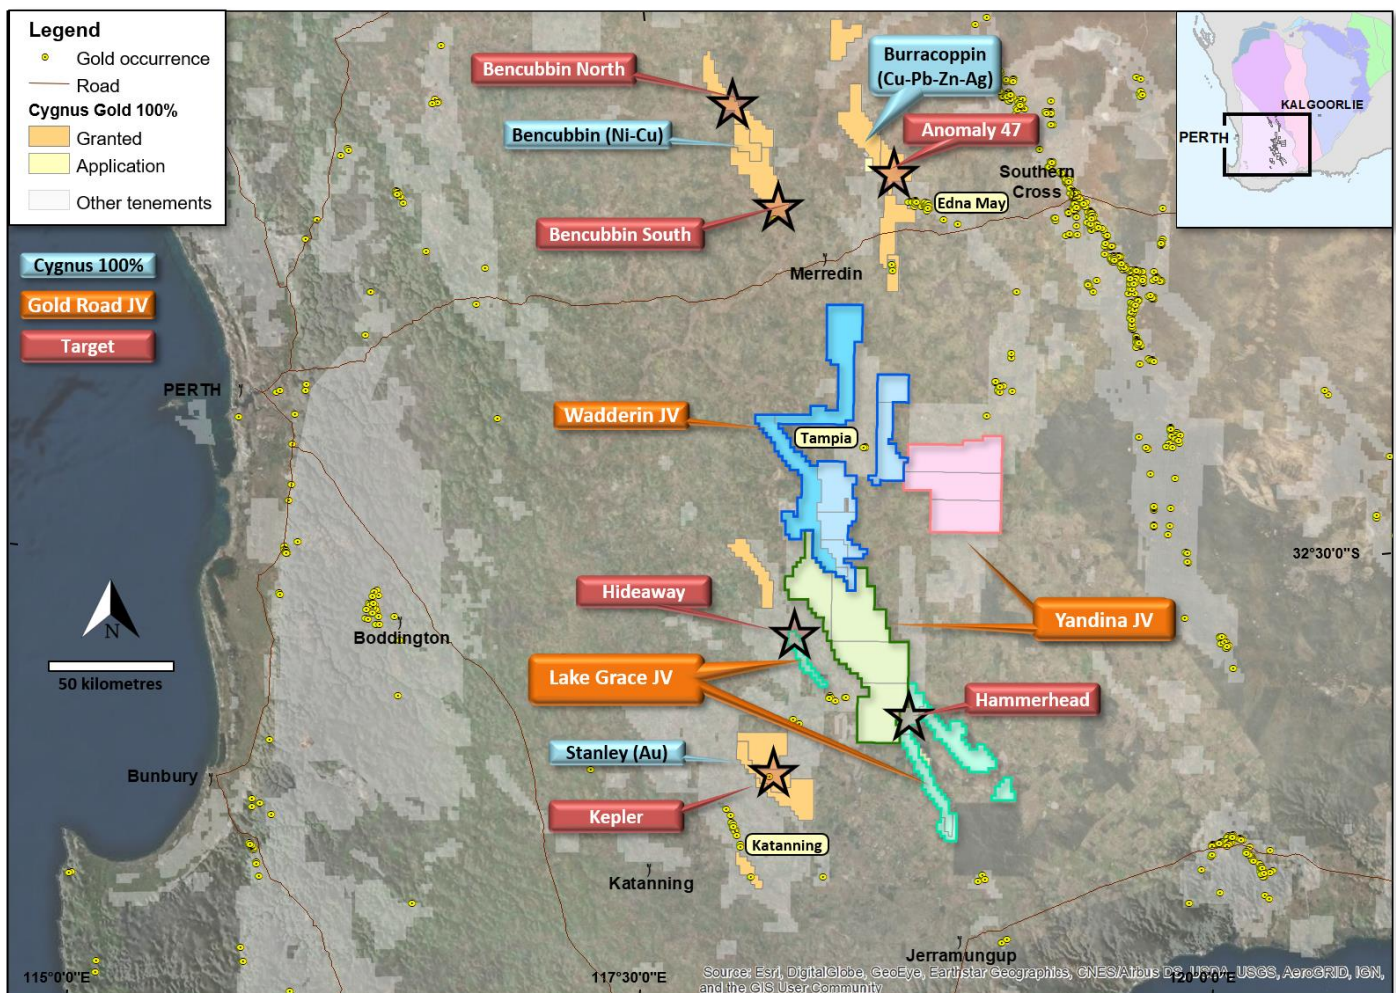 Legend
Gold occurrence
Road
Cygnus Gold 100%
Granted
Application
Other tenements
Cygnus 100%
Gold Road JV
Target
Bencubbin North
Bencubbin (Ni-Cu)
Bencubbin South
Burracoppin
(Cu-Pb-Zn-Ag)
Anomaly 47
Southern
Cross
Edna May
Merredin
KALGOORLIE
PERTH
PERTH
Wadderin JV
Tampia
32°30'0"S
Hideaway
Yandina JV
Boddington
N
50 kilometres
Lake Grace JV
Hammerhead
Stanley (Au)
Bunbury
Kepler
Katanning
Katanning
Jerramungup
115°0'0"E
117°30'0"E
120°0'0"E
Source: Esri, DigitalGlobe, GeoEye, Earthstar Geographics, CNES/Airbus DS, USDA, USGS, AeroGRID, IGN,
and the GIS User Community